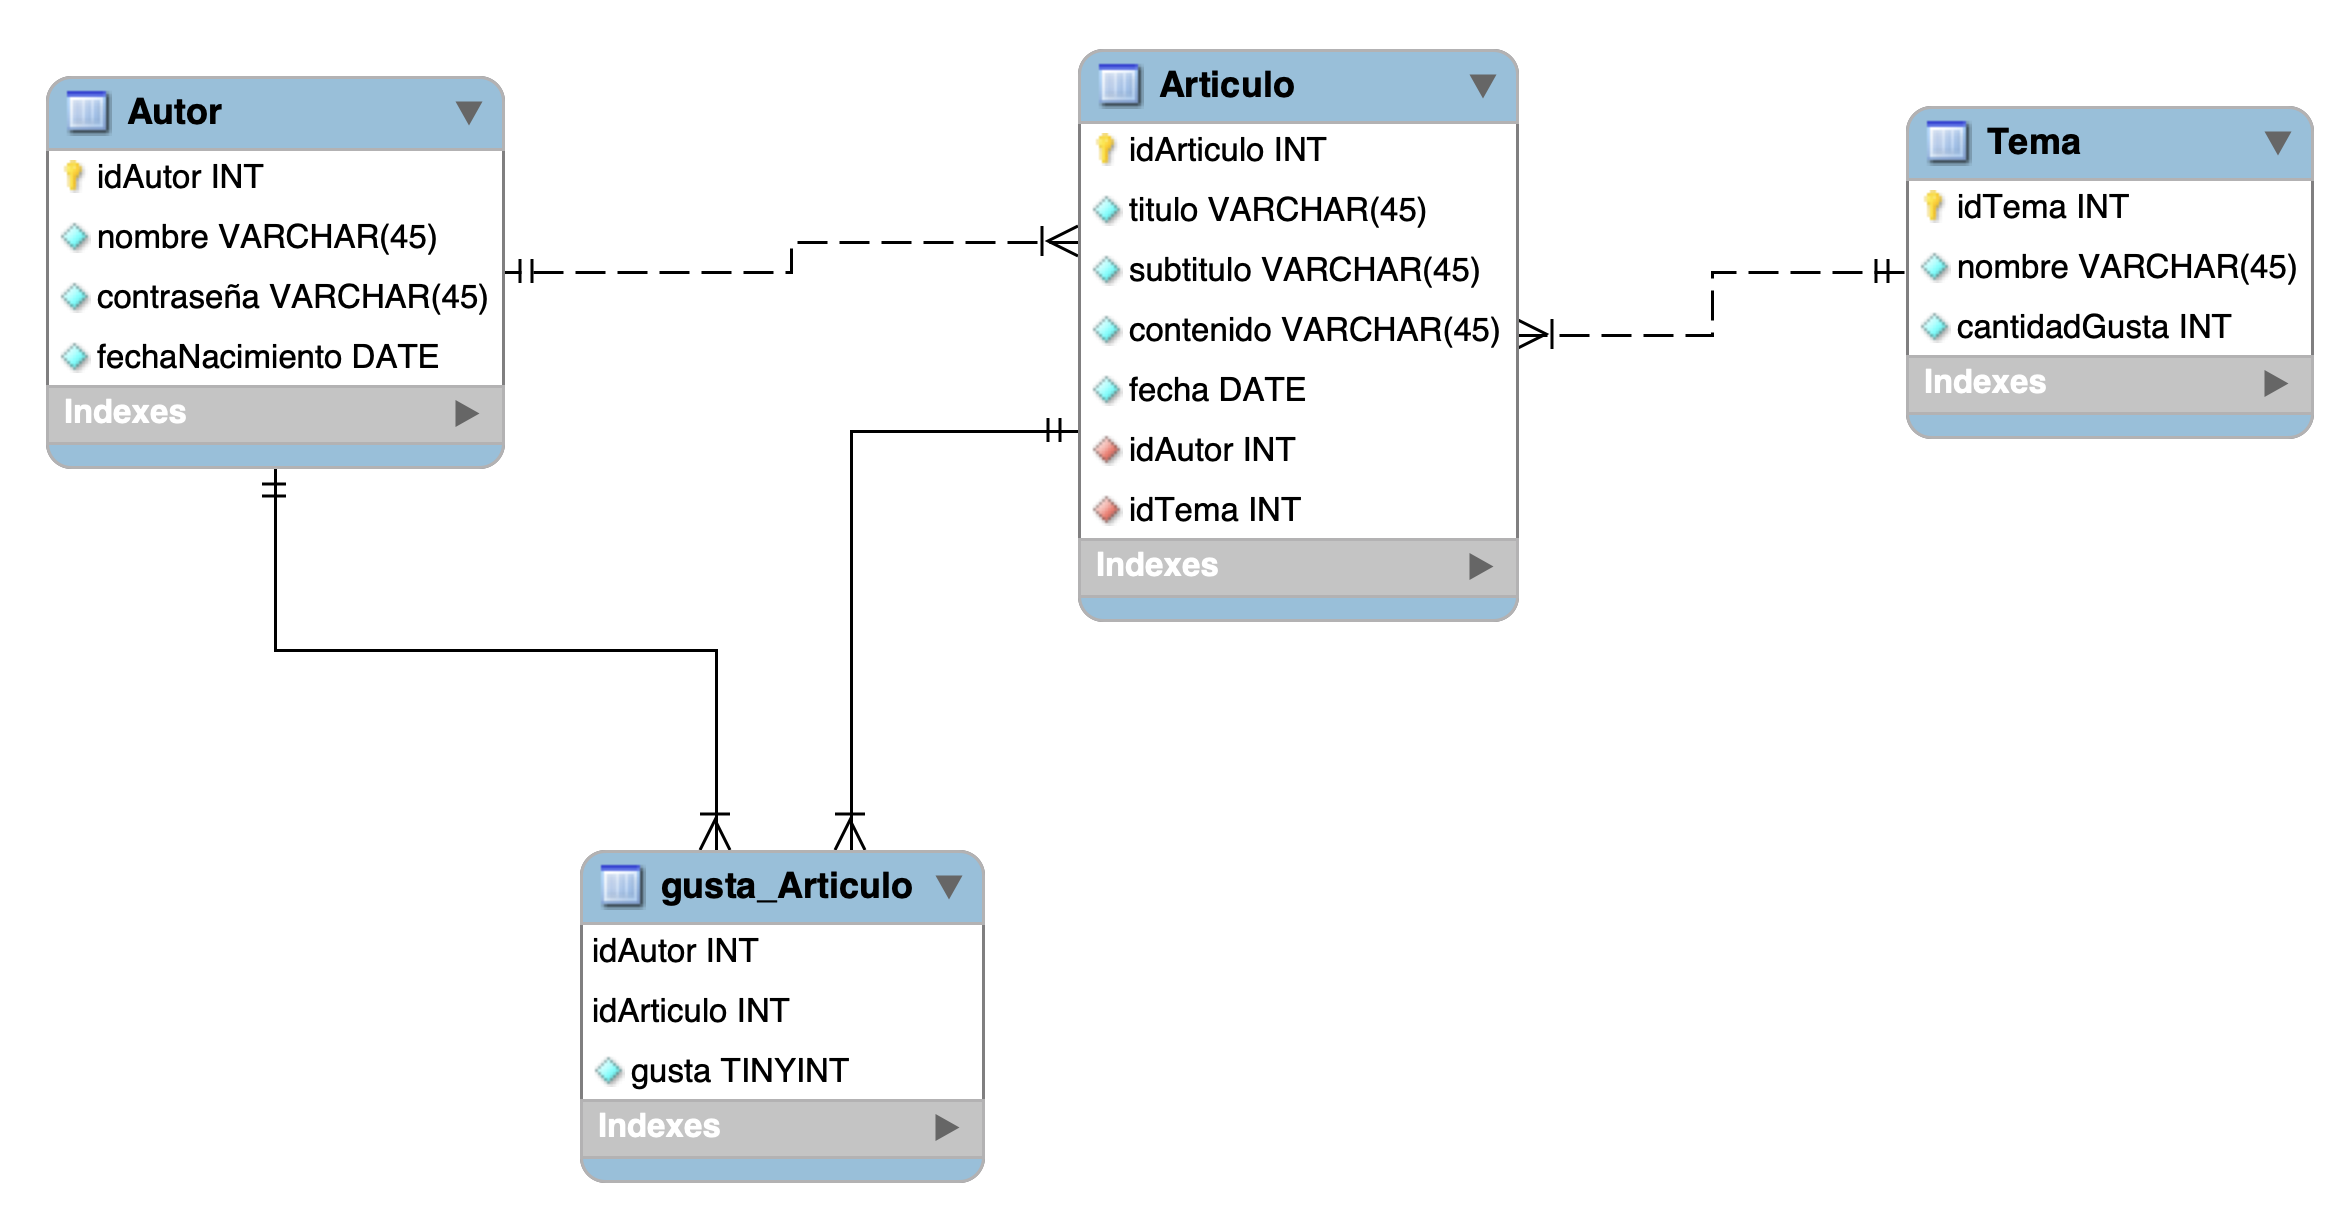 Autor
idAutor INT
nombre VARCHAR(45)
contraseña VARCHAR(45)
fechaNacimiento DATE
Indexes
Articulo
idArticulo INT
titulo VARCHAR(45)
subtitulo VARCHAR(45)
contenido VARCHAR(45)
fecha DATE
idAutor INT
idTema INT
Indexes
Tema
idTema INT
nombre VARCHAR(45)
cantidadGusta INT
Indexes
gusta_Articulo
idAutor INT
idArticulo INT
gusta TINYINT
Indexes